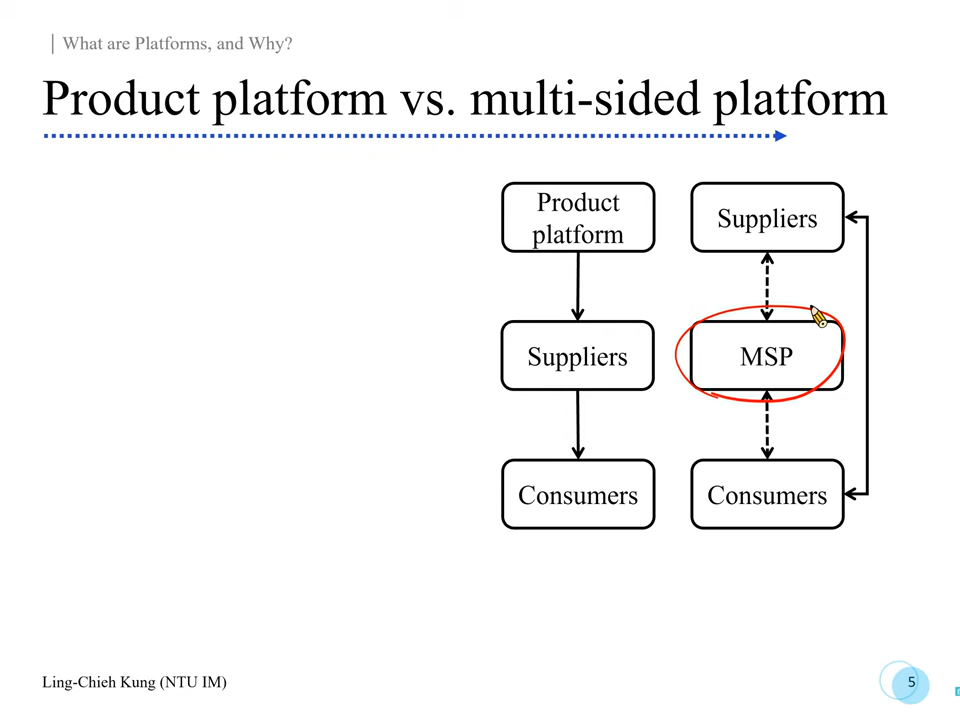 What are Platforms, and Why?
Product platform vs. multi-sided platform
Product
platform
Suppliers
Consumers
Suppliers
MSP
Consumers
Ling-Chieh Kung (NTU IM)
5